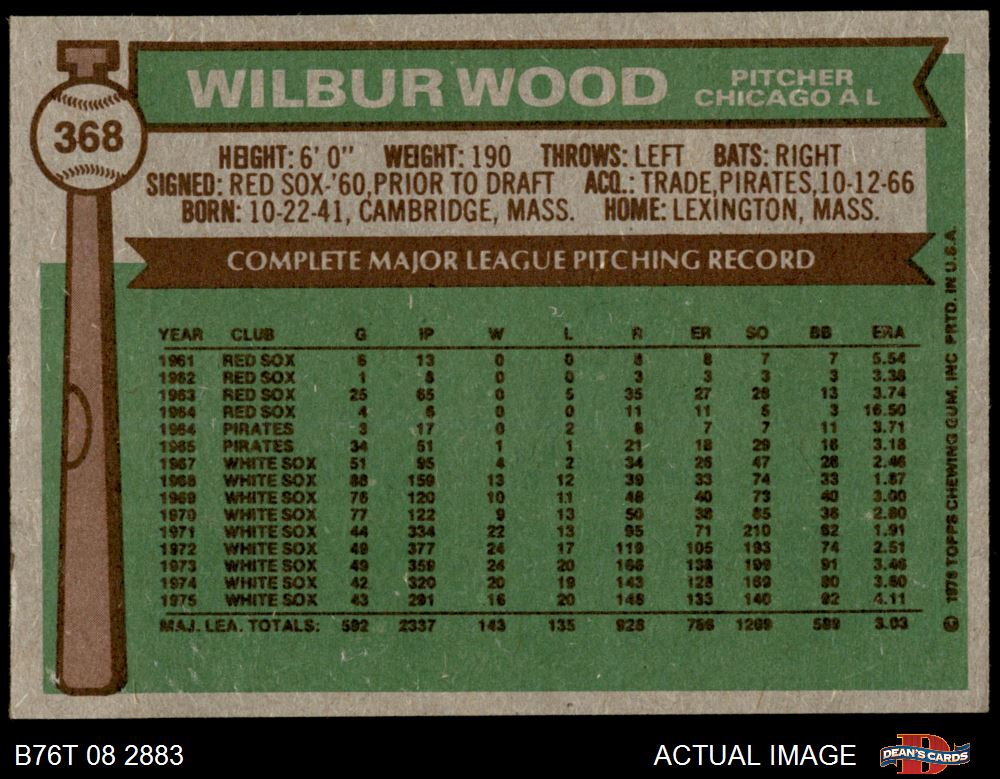 368
WILBUR WOOD
PITCHER
CHICAGO A L
HEIGHT: 6' 0" WEIGHT: 190 THROWS: LEFT BATS: RIGHT
SIGNED: RED SOX-'60, PRIOR TO DRAFT ACQ.: TRADE, PIRATES, 10-12-66
BORN: 10-22-41, CAMBRIDGE, MASS. HOME: LEXINGTON, MASS.
COMPLETE MAJOR LEAGUE PITCHING RECORD
YEAR CLUB G IP W L R ER SO BB ERA
1961 RED SOX 6 13 0 0 8 8 7 7 5.54
1962 RED SOX 1 8 0 0 3 3 3 3 3.38
1963 RED SOX 25 65 0 5 35 27 28 13 3.74
1964 RED SOX 4 6 0 0 11 11 5 3 16.50
1964 PIRATES 3 17 0 2 8 7 7 11 3.71
1965 PIRATES 34 51 1 1 21 18 29 16 3.18
1967 WHITE SOX 51 95 4 2 34 26 47 28 2.46
1968 WHITE SOX 88 159 13 12 39 33 74 33 1.87
1969 WHITE SOX 76 120 10 11 48 40 73 40 3.00
1970 WHITE SOX 77 122 9 13 50 38 85 36 2.80
1971 WHITE SOX 44 334 22 13 95 71 210 62 1.91
1972 WHITE SOX 49 377 24 17 119 105 193 74 2.51
1973 WHITE SOX 49 359 24 20 166 138 199 91 3.46
1974 WHITE SOX 42 320 20 19 143 128 169 80 3.60
1975 WHITE SOX 43 291 16 20 148 133 140 92 4.11
MAJ. LEA. TOTALS: 592 2337 143 135 928 786 1269 589 3.03
© 1976 TOPPS CHEWING GUM, INC PRTD. IN U.S.A.
B76T 08 2883
ACTUAL IMAGE
DEAN'S CARDS